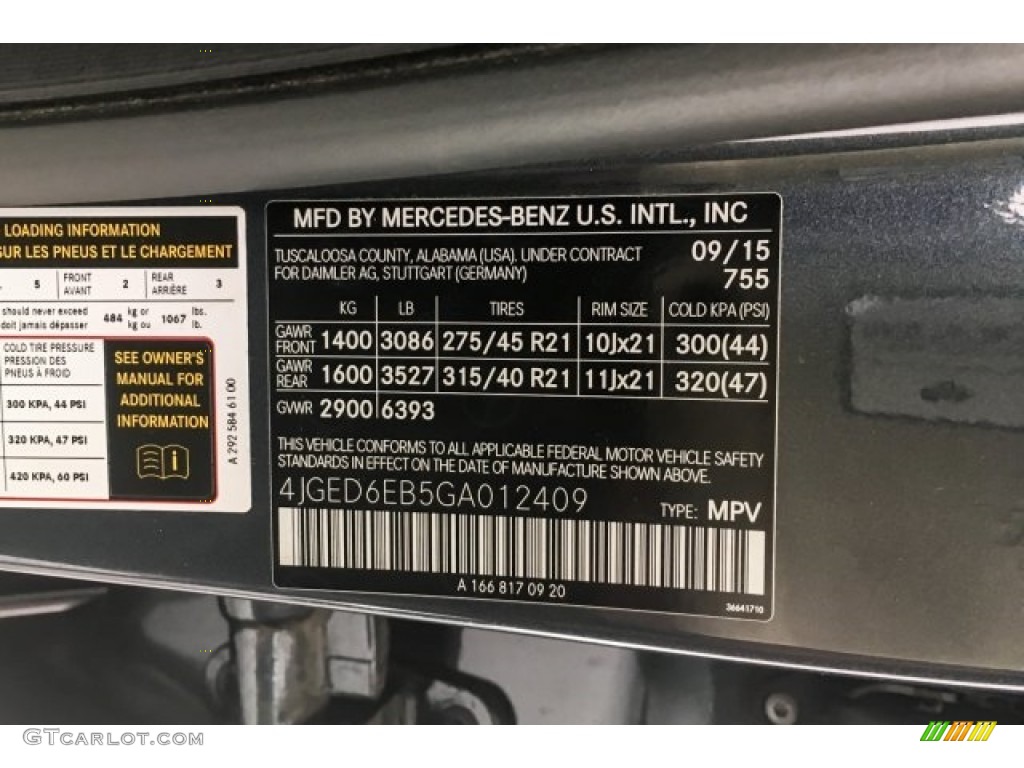 LOADING INFORMATION
SUR LES PNEUS ET LE CHARGEMENT
5 FRONT AVANT 2 REAR ARRIÈRE 3
should never exceed 484 kg or 1067 lbs.
doit jamais dépasser kg ou lb.
COLD TIRE PRESSURE
PRESSION DES
PNEUS À FROID
300 KPA, 44 PSI
320 KPA, 47 PSI
420 KPA, 60 PSI
SEE OWNER'S
MANUAL FOR
ADDITIONAL
INFORMATION
A 292 584 61 00
MFD BY MERCEDES-BENZ U.S. INTL., INC
TUSCALOOSA COUNTY, ALABAMA (USA). UNDER CONTRACT
FOR DAIMLER AG, STUTTGART (GERMANY)
09/15
755
KG LB TIRES RIM SIZE COLD KPA (PSI)
GAWR FRONT 1400 3086 275/45 R21 10Jx21 300(44)
GAWR REAR 1600 3527 315/40 R21 11Jx21 320(47)
GVWR 2900 6393
THIS VEHICLE CONFORMS TO ALL APPLICABLE FEDERAL MOTOR VEHICLE SAFETY
STANDARDS IN EFFECT ON THE DATE OF MANUFACTURE SHOWN ABOVE.
4JGED6EB5GA012409
TYPE: MPV
A 166 817 09 20
36641710
GTCarLot.com